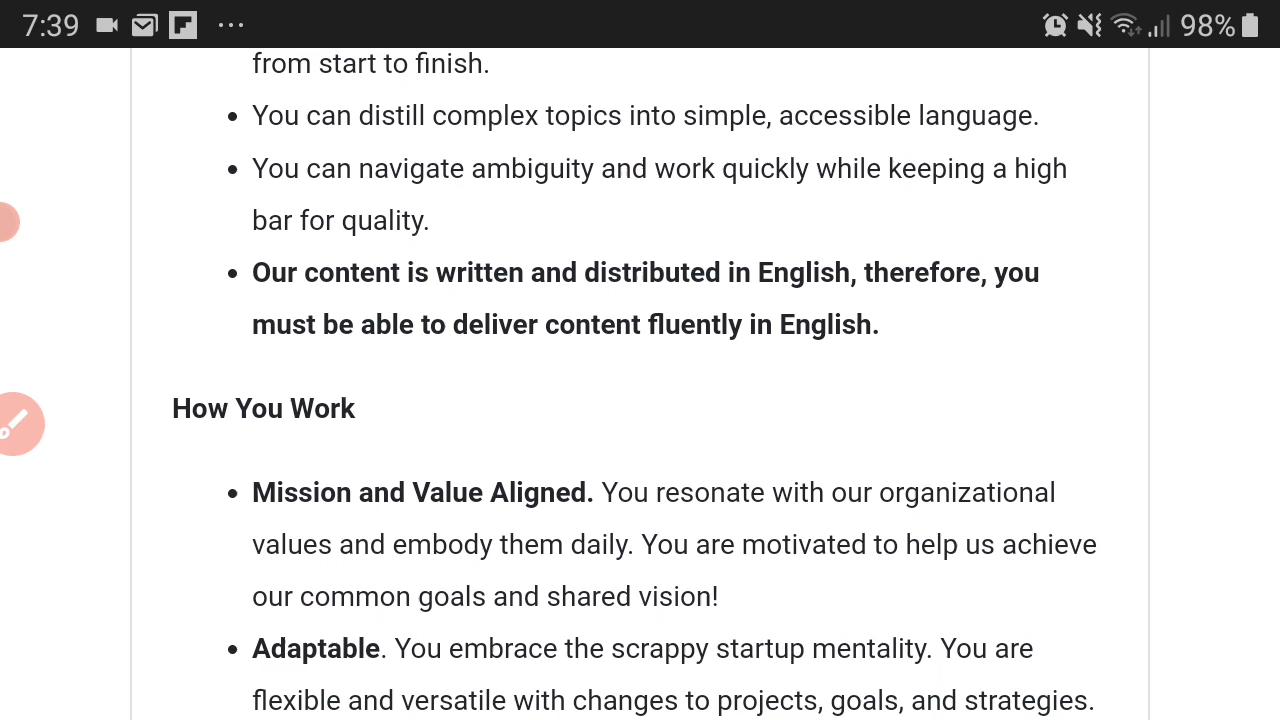 7:39 98%
from start to finish.
• You can distill complex topics into simple, accessible language.
• You can navigate ambiguity and work quickly while keeping a high
bar for quality.
• Our content is written and distributed in English, therefore, you
must be able to deliver content fluently in English.
How You Work
• Mission and Value Aligned. You resonate with our organizational
values and embody them daily. You are motivated to help us achieve
our common goals and shared vision!
• Adaptable. You embrace the scrappy startup mentality. You are
flexible and versatile with changes to projects, goals, and strategies.